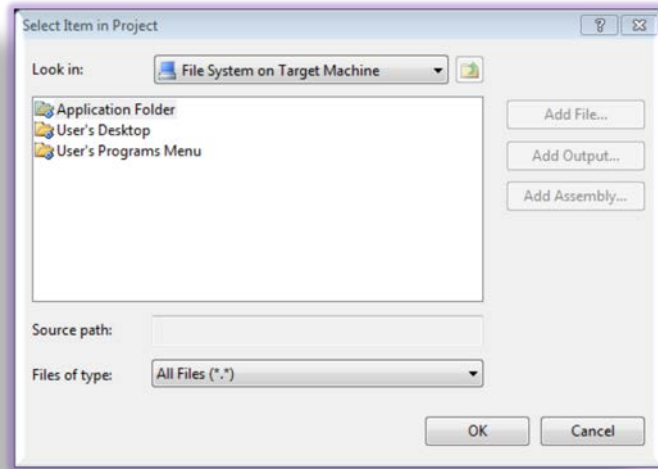 Select Item in Project
Look in:
File System on Target Machine
Application Folder
User's Desktop
User's Programs Menu
Add File...
Add Output...
Add Assembly...
Source path:
Files of type:
All Files (*.*)
OK
Cancel